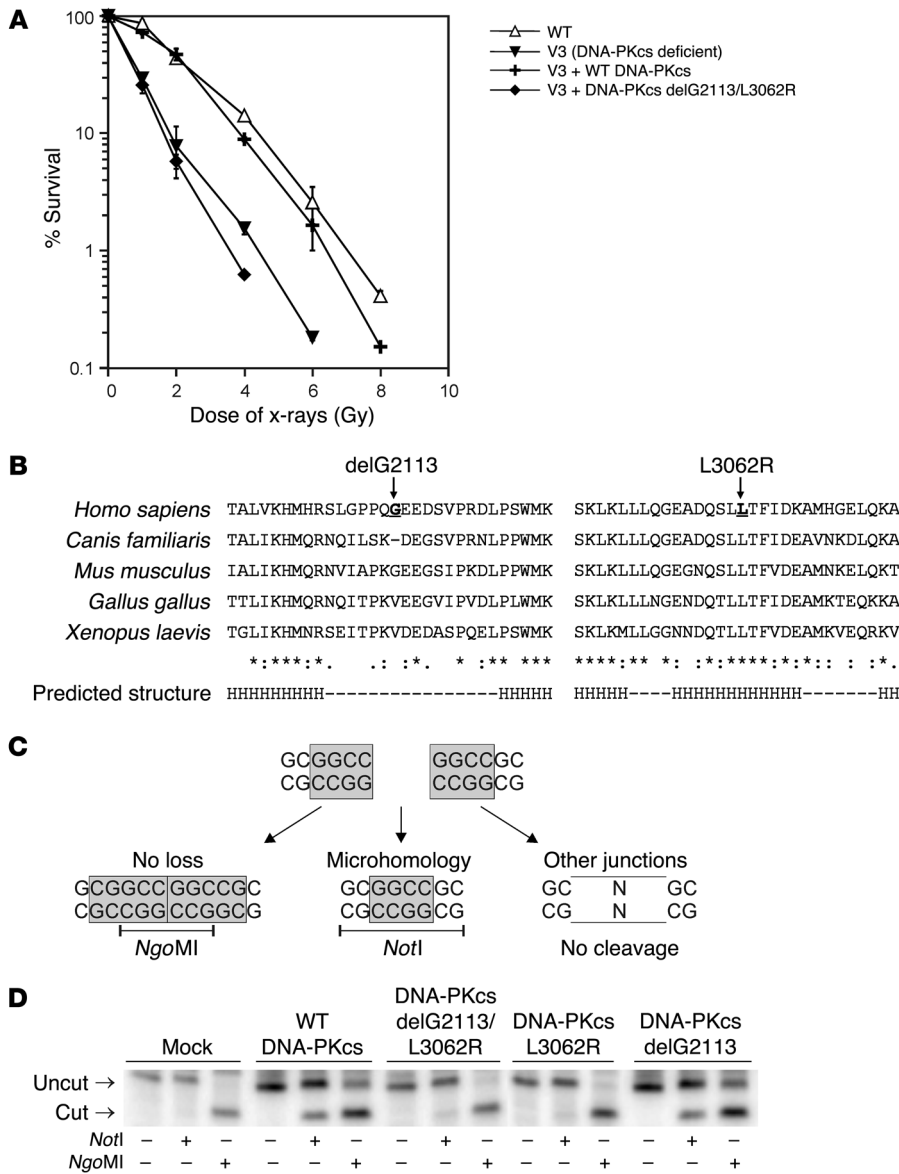 A
100
10
1
0.1
% Survival
0 2 4 6 8 10
Dose of x-rays (Gy)
WT
V3 (DNA-PKcs deficient)
V3 + WT DNA-PKcs
V3 + DNA-PKcs delG2113/L3062R
B
delG2113 L3062R
Homo sapiens TALVKHMHRSLGPPQGEEDSVPRDLPSWMK SKLKLLLQGEADQSLLTFIDKAMHGELQKA
Canis familiaris TALIKHMQRNQILSK-DEGSVPRNLPPWMK SKLKLLLQGEADQSLLTFIDEAVNKDLQKA
Mus musculus IALIKHMQRNVIAPKGEEGSIPKDLPPWMK SKLKLLLQGEGNQSLLTFVDEAMNKELQKT
Gallus gallus TTLIKHMQRNQITPKVEEGVIPVDLPLWMK SKLKLLLNGENDQTLLTFIDEAMKTEQKKA
Xenopus laevis TGLIKHMNRSEITPKVDEDASPQELPSWMK SKLKMLLGGNNDQTLLTFVDEAMKVEQRKV
*:***:*. .: :*. * :** *** ****:** *: :*:******:*:**:: : :*.
Predicted structure HHHHHHHHH----------------HHHHH HHHHH----HHHHHHHHHHHH-------HH
C
GCGGCC GGCCGC
CGCCGG CCGGCG
No loss Microhomology Other junctions
GCGGCC GGCCGC GCGGCCGC GC N GC
CGCCGG CCGGCG CGCCGGCG CG N CG
NgoMI NotI No cleavage
D
Mock WT DNA-PKcs DNA-PKcs delG2113/ L3062R DNA-PKcs L3062R DNA-PKcs delG2113
Uncut →
Cut →
NotI – + – – + – – + – – + – – + –
NgoMI – – + – – + – – + – – + – – +